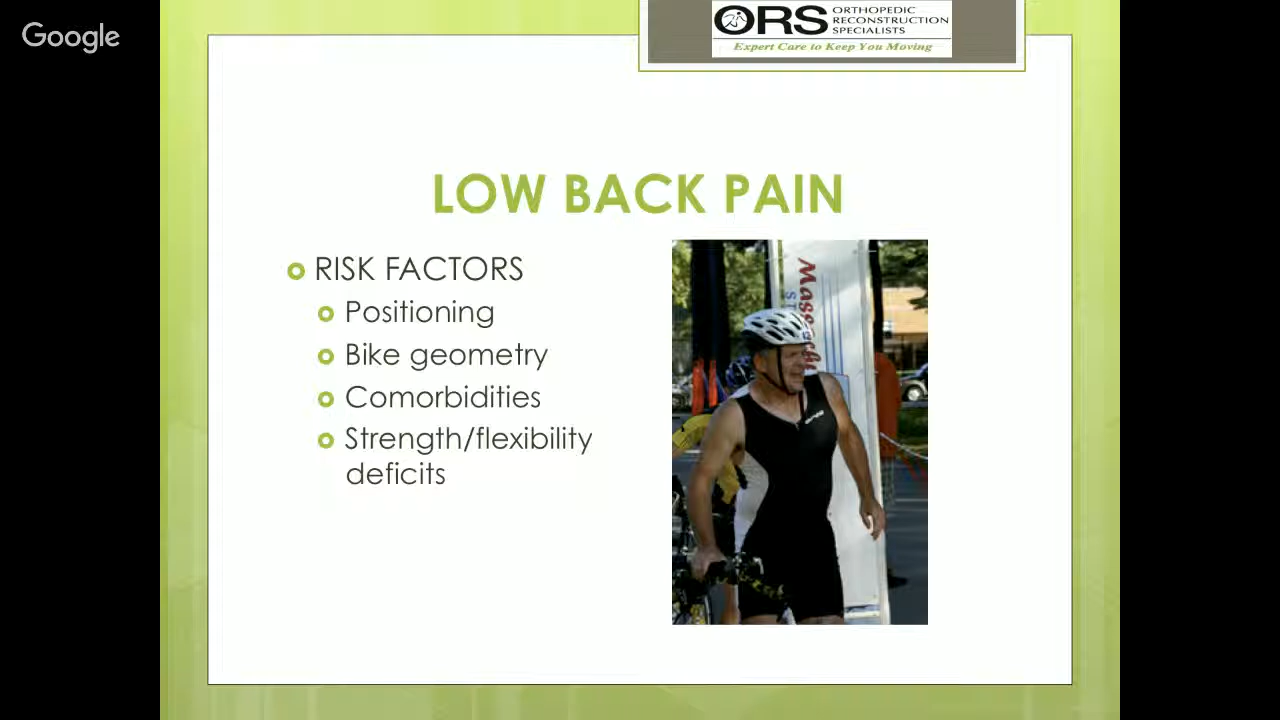 Google
ORS ORTHOPEDIC
RECONSTRUCTION
SPECIALISTS
Expert Care to Keep You Moving
LOW BACK PAIN
RISK FACTORS
Positioning
Bike geometry
Comorbidities
Strength/flexibility
deficits